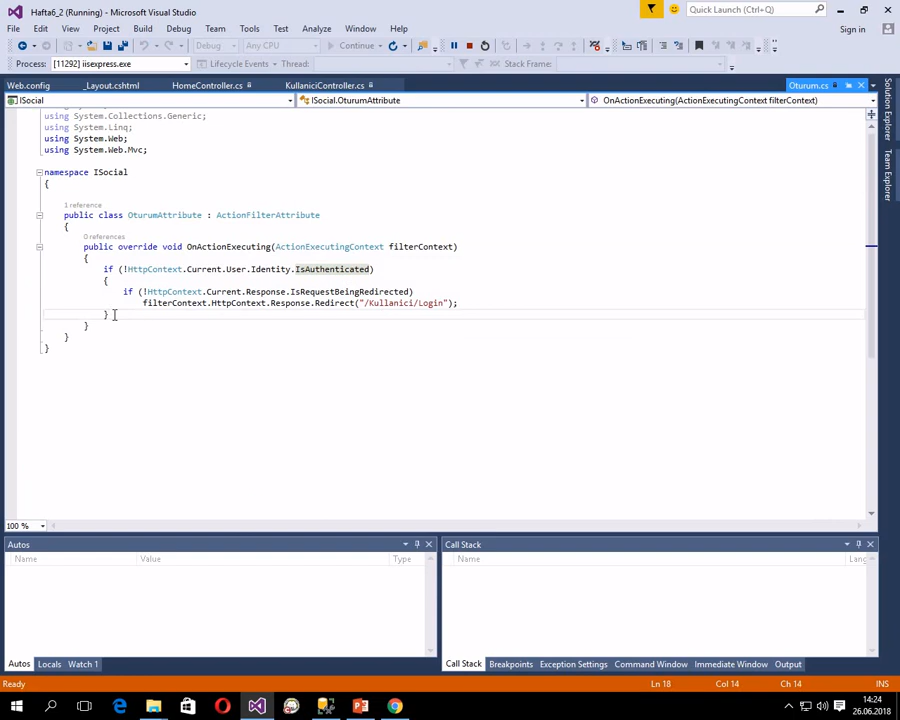 Hafta6_2 (Running) - Microsoft Visual Studio
Quick Launch (Ctrl+Q)
File Edit View Project Build Debug Team Tools Test Analyze Window Help
Sign in
Debug Any CPU Continue
Process: [11292] iisexpress.exe Lifecycle Events Thread: Stack Frame:
Web.config _Layout.cshtml HomeController.cs KullaniciController.cs Oturum.cs
ISocial ISocial.OturumAttribute OnActionExecuting(ActionExecutingContext filterContext)
using System.Collections.Generic;
using System.Linq;
using System.Web;
using System.Web.Mvc;
namespace ISocial
{
1 reference
public class OturumAttribute : ActionFilterAttribute
{
0 references
public override void OnActionExecuting(ActionExecutingContext filterContext)
{
if (!HttpContext.Current.User.Identity.IsAuthenticated)
{
if (!HttpContext.Current.Response.IsRequestBeingRedirected)
filterContext.HttpContext.Response.Redirect("/Kullanici/Login");
}
}
}
}
Solution Explorer
Team Explorer
100 %
Autos
Name Value Type
Autos Locals Watch 1
Call Stack
Name Lang
Call Stack Breakpoints Exception Settings Command Window Immediate Window Output
Ready Ln 18 Col 14 Ch 14 INS
14:24
26.06.2018